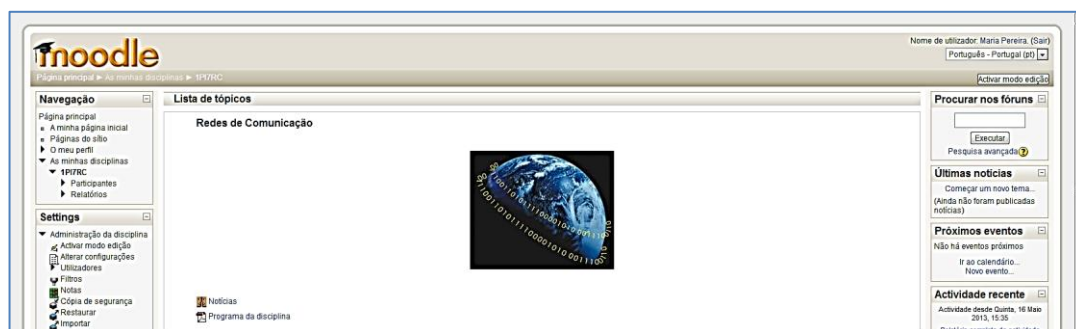 Nome de utilizador: Maria Pereira. (Sair)
moodle
Português - Portugal (pt)
Página principal ► As minhas disciplinas ► 1PI7RC
Activar modo edição
Navegação
Página principal
A minha página inicial
Páginas do sítio
O meu perfil
As minhas disciplinas
1PI7RC
Participantes
Relatórios
Settings
Administração da disciplina
Activar modo edição
Alterar configurações
Utilizadores
Filtros
Notas
Cópia de segurança
Restaurar
Importar
Lista de tópicos
Redes de Comunicação
Notícias
Programa da disciplina
Procurar nos fóruns
Executar
Pesquisa avançada
Últimas notícias
Começar um novo tema...
(Ainda não foram publicadas
notícias)
Próximos eventos
Não há eventos próximos
Ir ao calendário...
Novo evento...
Actividade recente
Actividade desde Quinta, 16 Maio
2013, 15:35